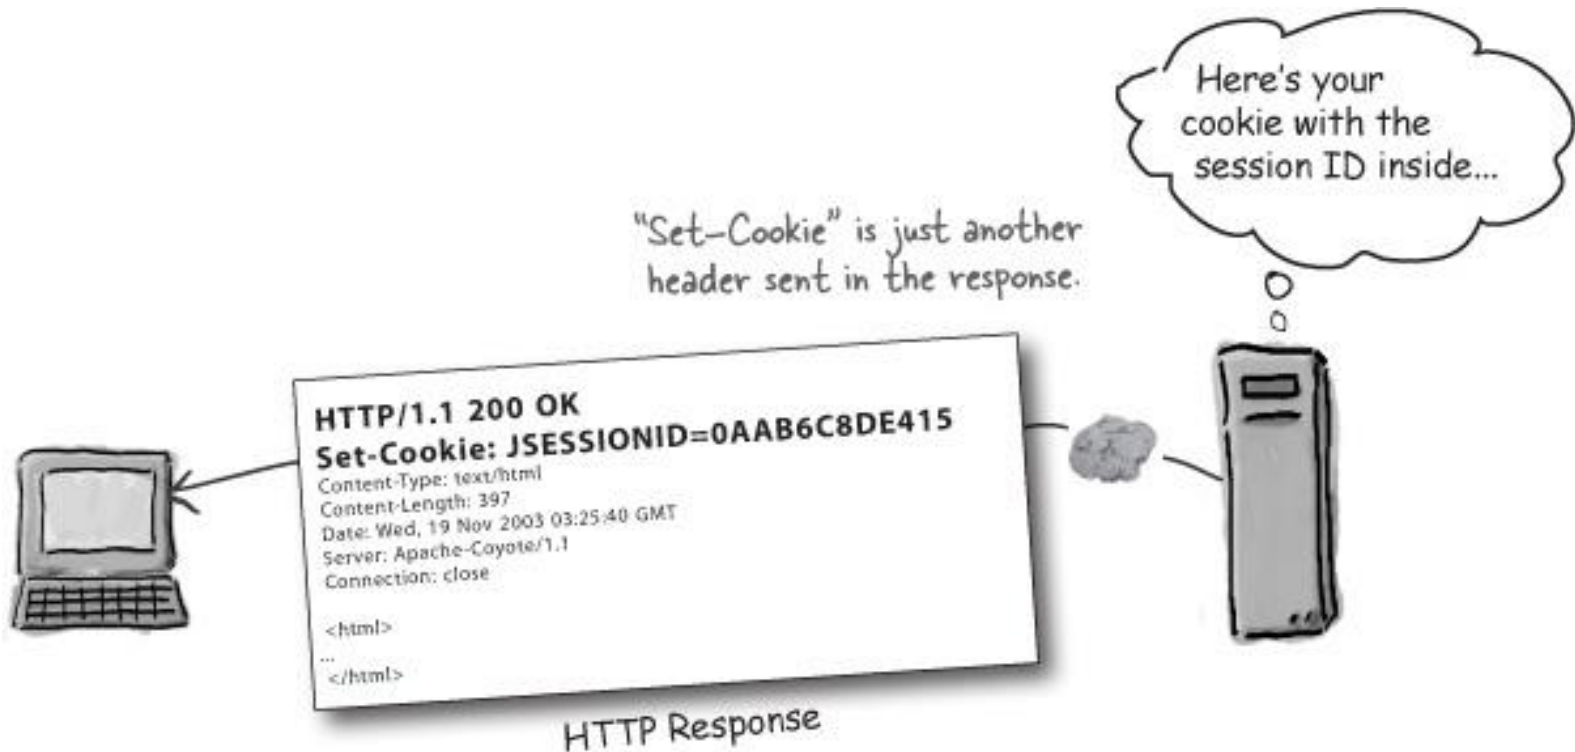 Here's your
cookie with the
session ID inside...
"Set-Cookie" is just another
header sent in the response.
HTTP/1.1 200 OK
Set-Cookie: JSESSIONID=0AAB6C8DE415
Content-Type: text/html
Content-Length: 397
Date: Wed, 19 Nov 2003 03:25:40 GMT
Server: Apache-Coyote/1.1
Connection: close
<html>
...
</html>
HTTP Response